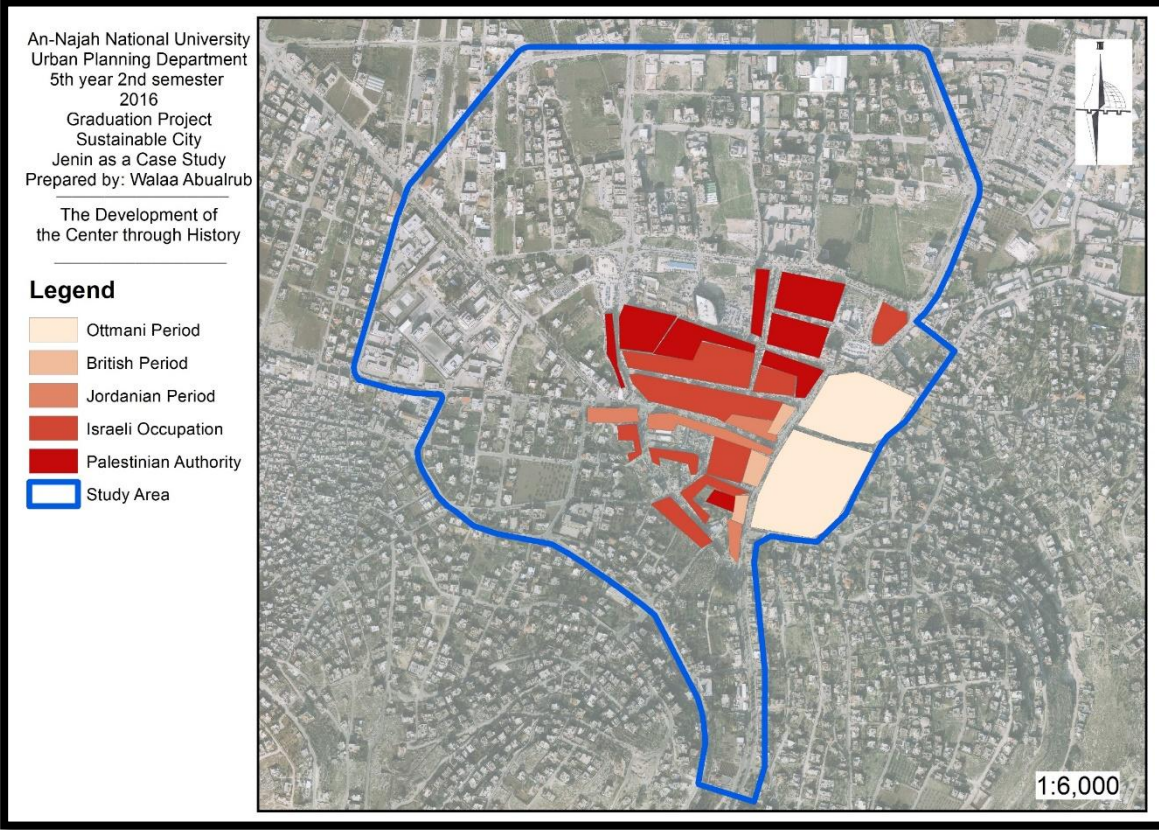 An-Najah National University
Urban Planning Department
5th year 2nd semester
2016
Graduation Project
Sustainable City
Jenin as a Case Study
Prepared by: Walaa Abualrub
The Development of
the Center through History
Legend
Ottmani Period
British Period
Jordanian Period
Israeli Occupation
Palestinian Authority
Study Area
N
1:6,000